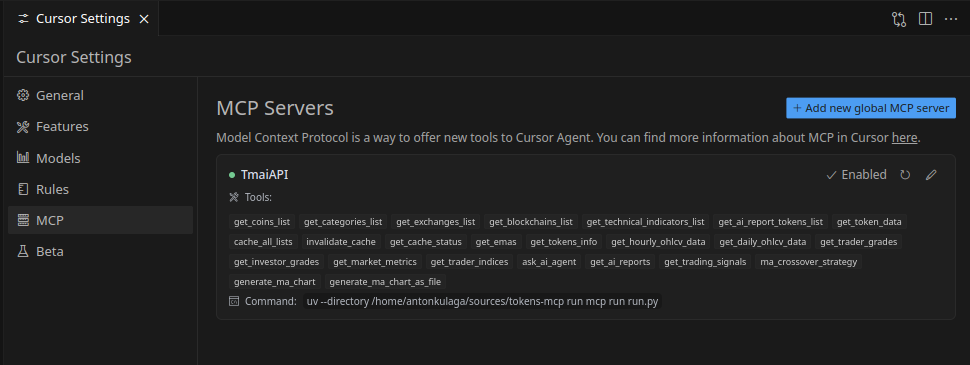 Cursor Settings
Cursor Settings
General
Features
Models
Rules
MCP
Beta
MCP Servers
+ Add new global MCP server
Model Context Protocol is a way to offer new tools to Cursor Agent. You can find more information about MCP in Cursor here.
TmaiAPI
Enabled
Tools:
get_coins_list get_categories_list get_exchanges_list get_blockchains_list get_technical_indicators_list get_ai_report_tokens_list get_token_data
cache_all_lists invalidate_cache get_cache_status get_emas get_tokens_info get_hourly_ohlcv_data get_daily_ohlcv_data get_trader_grades
get_investor_grades get_market_metrics get_trader_indices ask_ai_agent get_ai_reports get_trading_signals ma_crossover_strategy
generate_ma_chart generate_ma_chart_as_file
Command: uv --directory /home/antonkulaga/sources/tokens-mcp run mcp run run.py